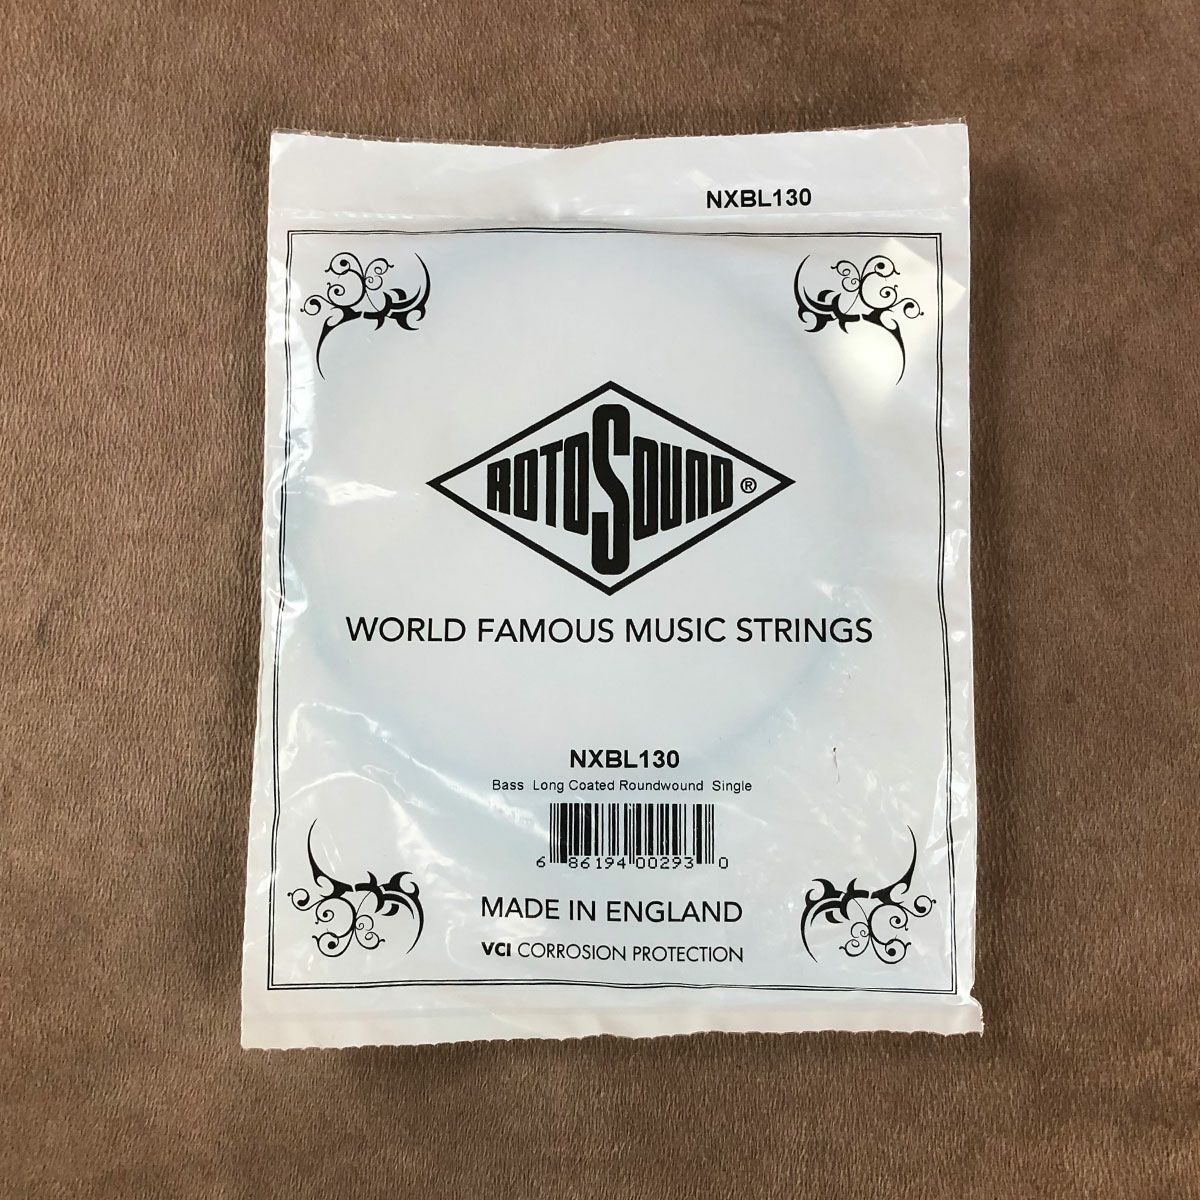 NXBL130
ROTOSOUND®
WORLD FAMOUS MUSIC STRINGS
NXBL130
Bass Long Coated Roundwound Single
6 86194 00293 0
MADE IN ENGLAND
VCI CORROSION PROTECTION